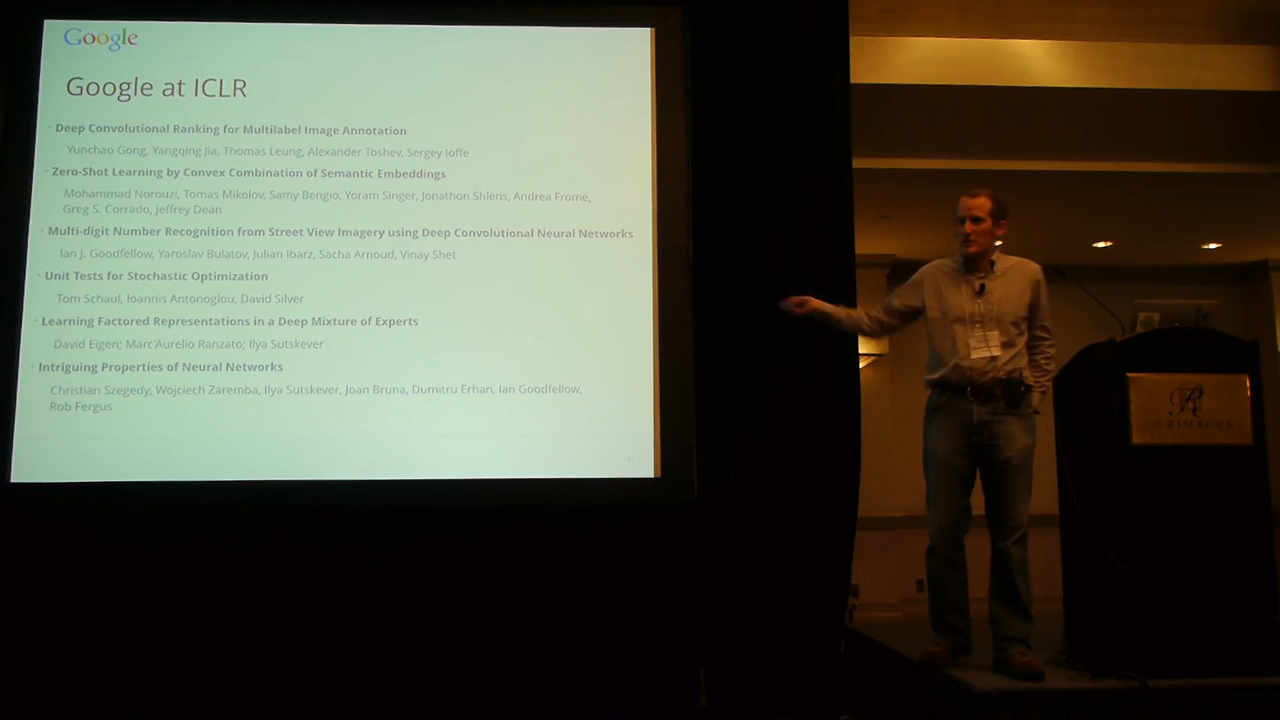 Google
Google at ICLR
· Deep Convolutional Ranking for Multilabel Image Annotation
Yunchao Gong, Yangqing Jia, Thomas Leung, Alexander Toshev, Sergey Ioffe
· Zero-Shot Learning by Convex Combination of Semantic Embeddings
Mohammad Norouzi, Tomas Mikolov, Samy Bengio, Yoram Singer, Jonathon Shlens, Andrea Frome,
Greg S. Corrado, Jeffrey Dean
· Multi-digit Number Recognition from Street View Imagery using Deep Convolutional Neural Networks
Ian J. Goodfellow, Yaroslav Bulatov, Julian Ibarz, Sacha Arnoud, Vinay Shet
· Unit Tests for Stochastic Optimization
Tom Schaul, Ioannis Antonoglou, David Silver
· Learning Factored Representations in a Deep Mixture of Experts
David Eigen; Marc'Aurelio Ranzato; Ilya Sutskever
· Intriguing Properties of Neural Networks
Christian Szegedy, Wojciech Zaremba, Ilya Sutskever, Joan Bruna, Dumitru Erhan, Ian Goodfellow,
Rob Fergus
R
RIMROCK